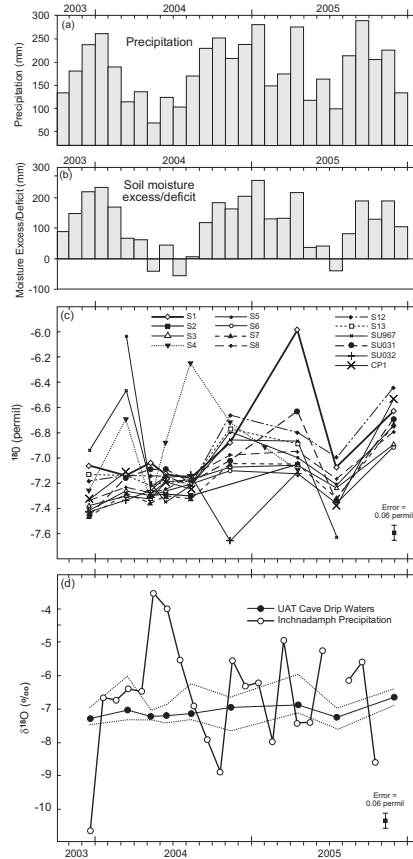 (a)
Precipitation
Precipitation (mm)
350
300
250
200
150
100
50
2003
2004
2005
(b)
Soil moisture
excess/deficit
Moisture Excess/Deficit (mm)
300
200
100
0
-100
2003
2004
2005
(c)
S1
S2
S3
S4
S5
S6
S7
S8
S12
S13
SU967
SU031
SU032
CP1
18O (permil)
-6.0
-6.2
-6.4
-6.6
-6.8
-7.0
-7.2
-7.4
-7.6
Error =
0.06 permil
(d)
UAT Cave Drip Waters
Inchnadamph Precipitation
δ18O (‰)
-4
-5
-6
-7
-8
-9
-10
Error =
0.06 permil
2003
2004
2005